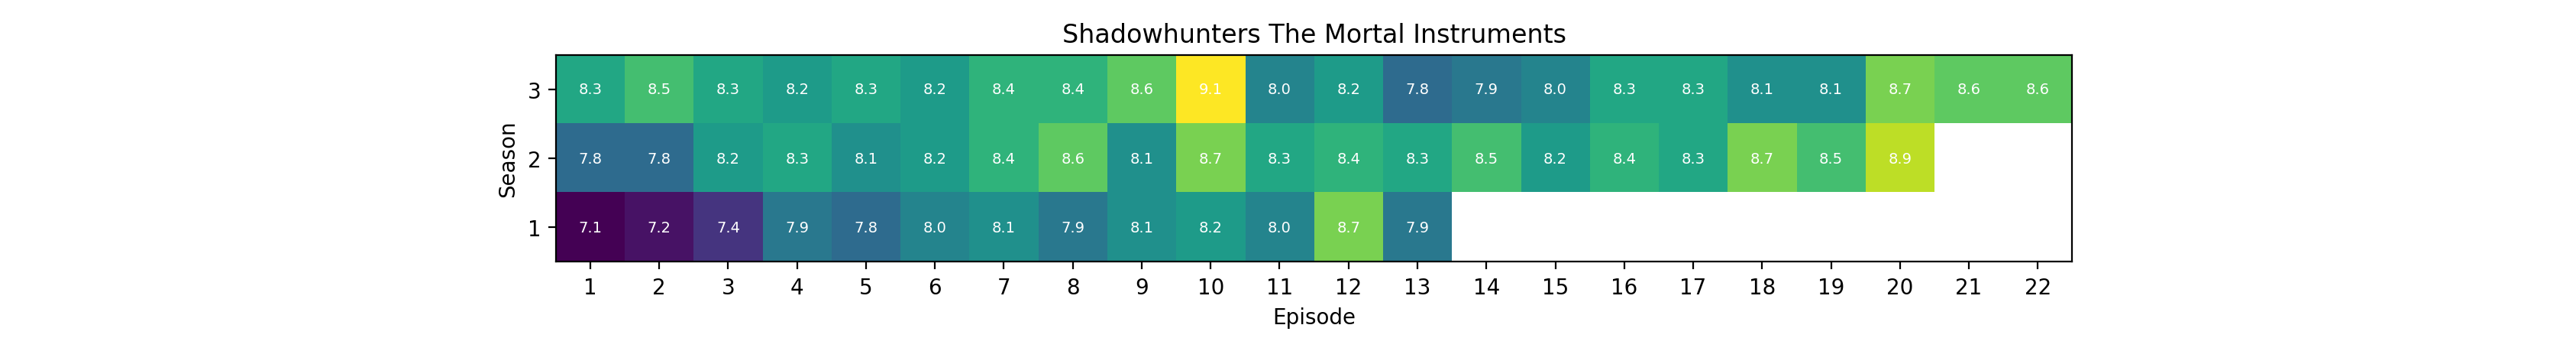 Shadowhunters The Mortal Instruments
3 8.3 8.5 8.3 8.2 8.3 8.2 8.4 8.4 8.6 9.1 8.0 8.2 7.8 7.9 8.0 8.3 8.3 8.1 8.1 8.7 8.6 8.6
Season
2 7.8 7.8 8.2 8.3 8.1 8.2 8.4 8.6 8.1 8.7 8.3 8.4 8.3 8.5 8.2 8.4 8.3 8.7 8.5 8.9
1 7.1 7.2 7.4 7.9 7.8 8.0 8.1 7.9 8.1 8.2 8.0 8.7 7.9
1 2 3 4 5 6 7 8 9 10 11 12 13 14 15 16 17 18 19 20 21 22
Episode